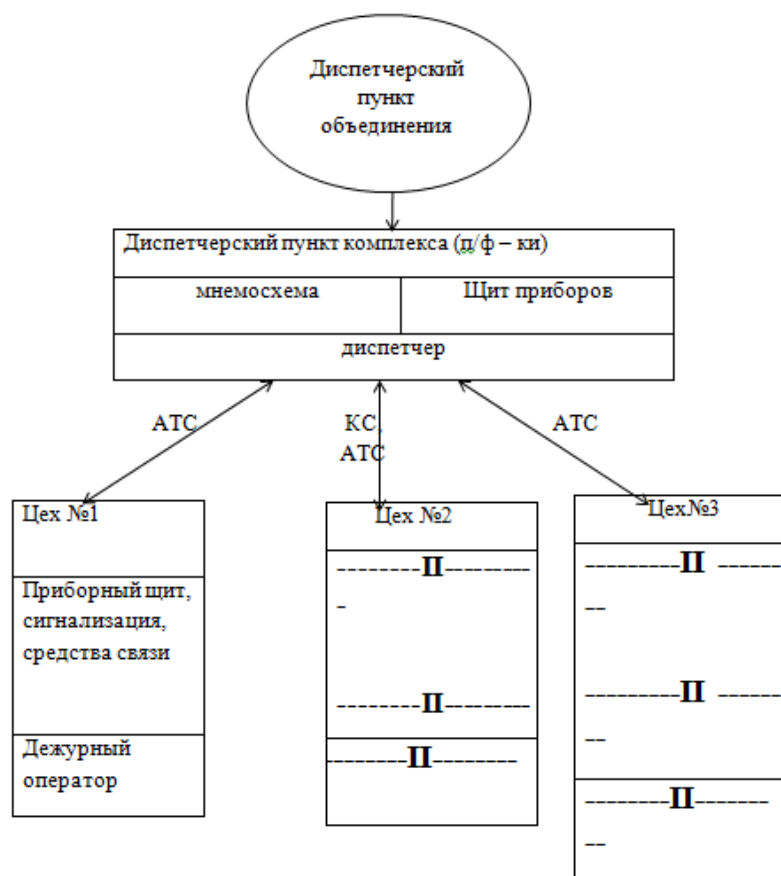 Диспетчерский
пункт
объединения
Диспетчерский пункт комплекса (п/ф – ки)
мнемосхема
Щит приборов
диспетчер
АТС
КС,
АТС
АТС
Цех №1
Приборный щит,
сигнализация,
средства связи
Дежурный
оператор
Цех №2
--------П---------
-
--------П---------
--------П--------
Цех№3
---------П ------
--
---------П ------
--
--------П-------
--